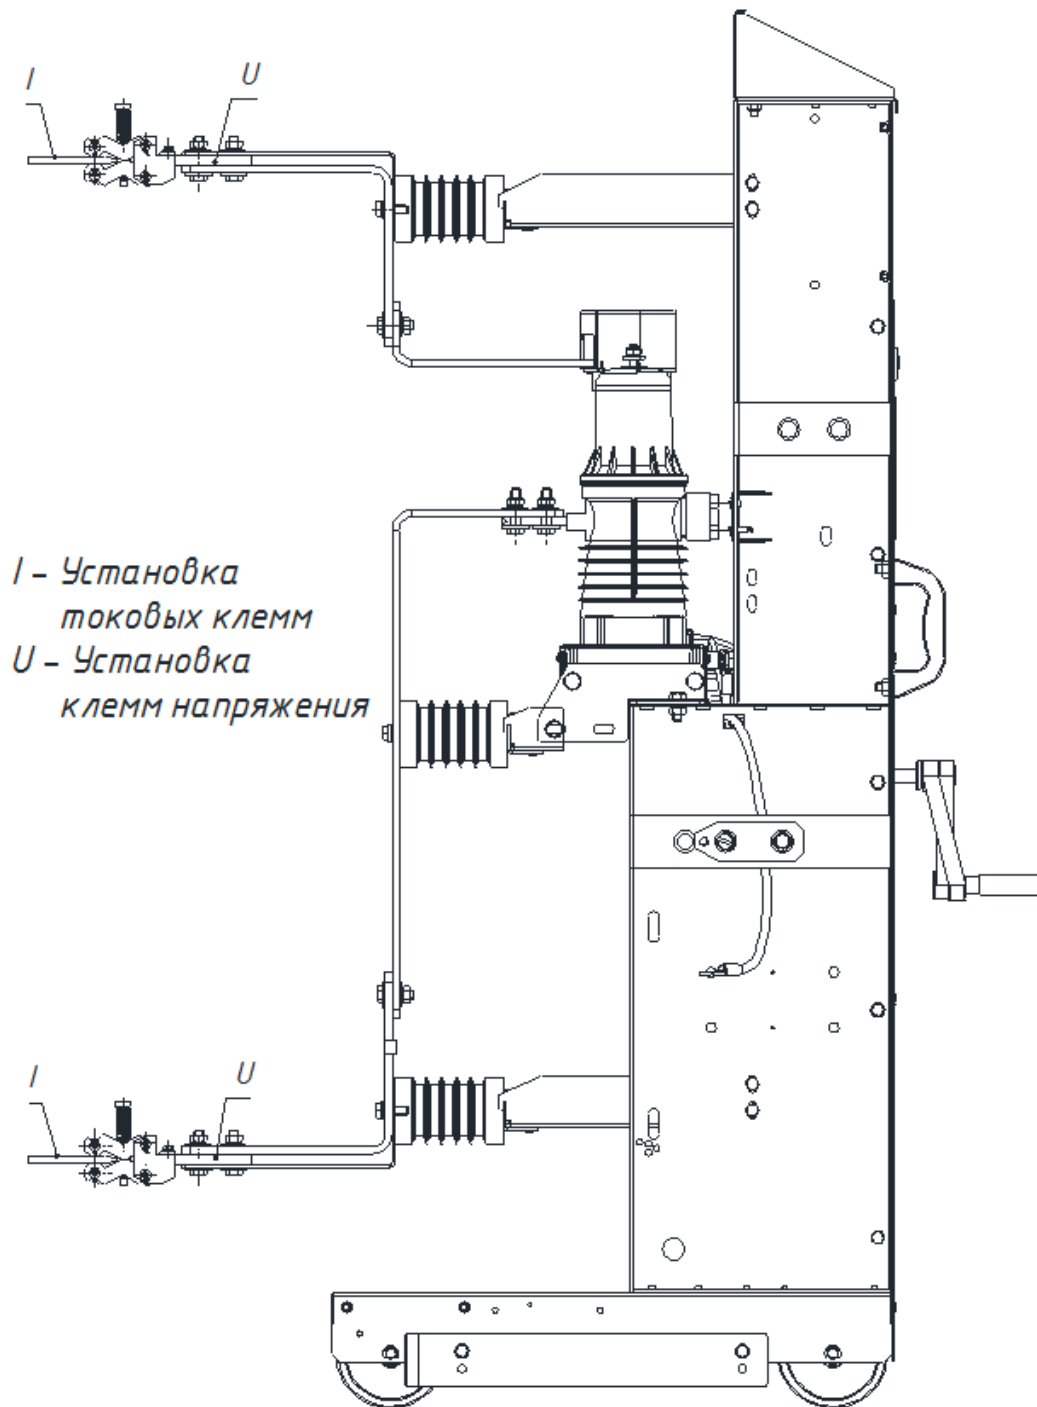 I
U
I - Установка
токовых клемм
U - Установка
клемм напряжения
I
U